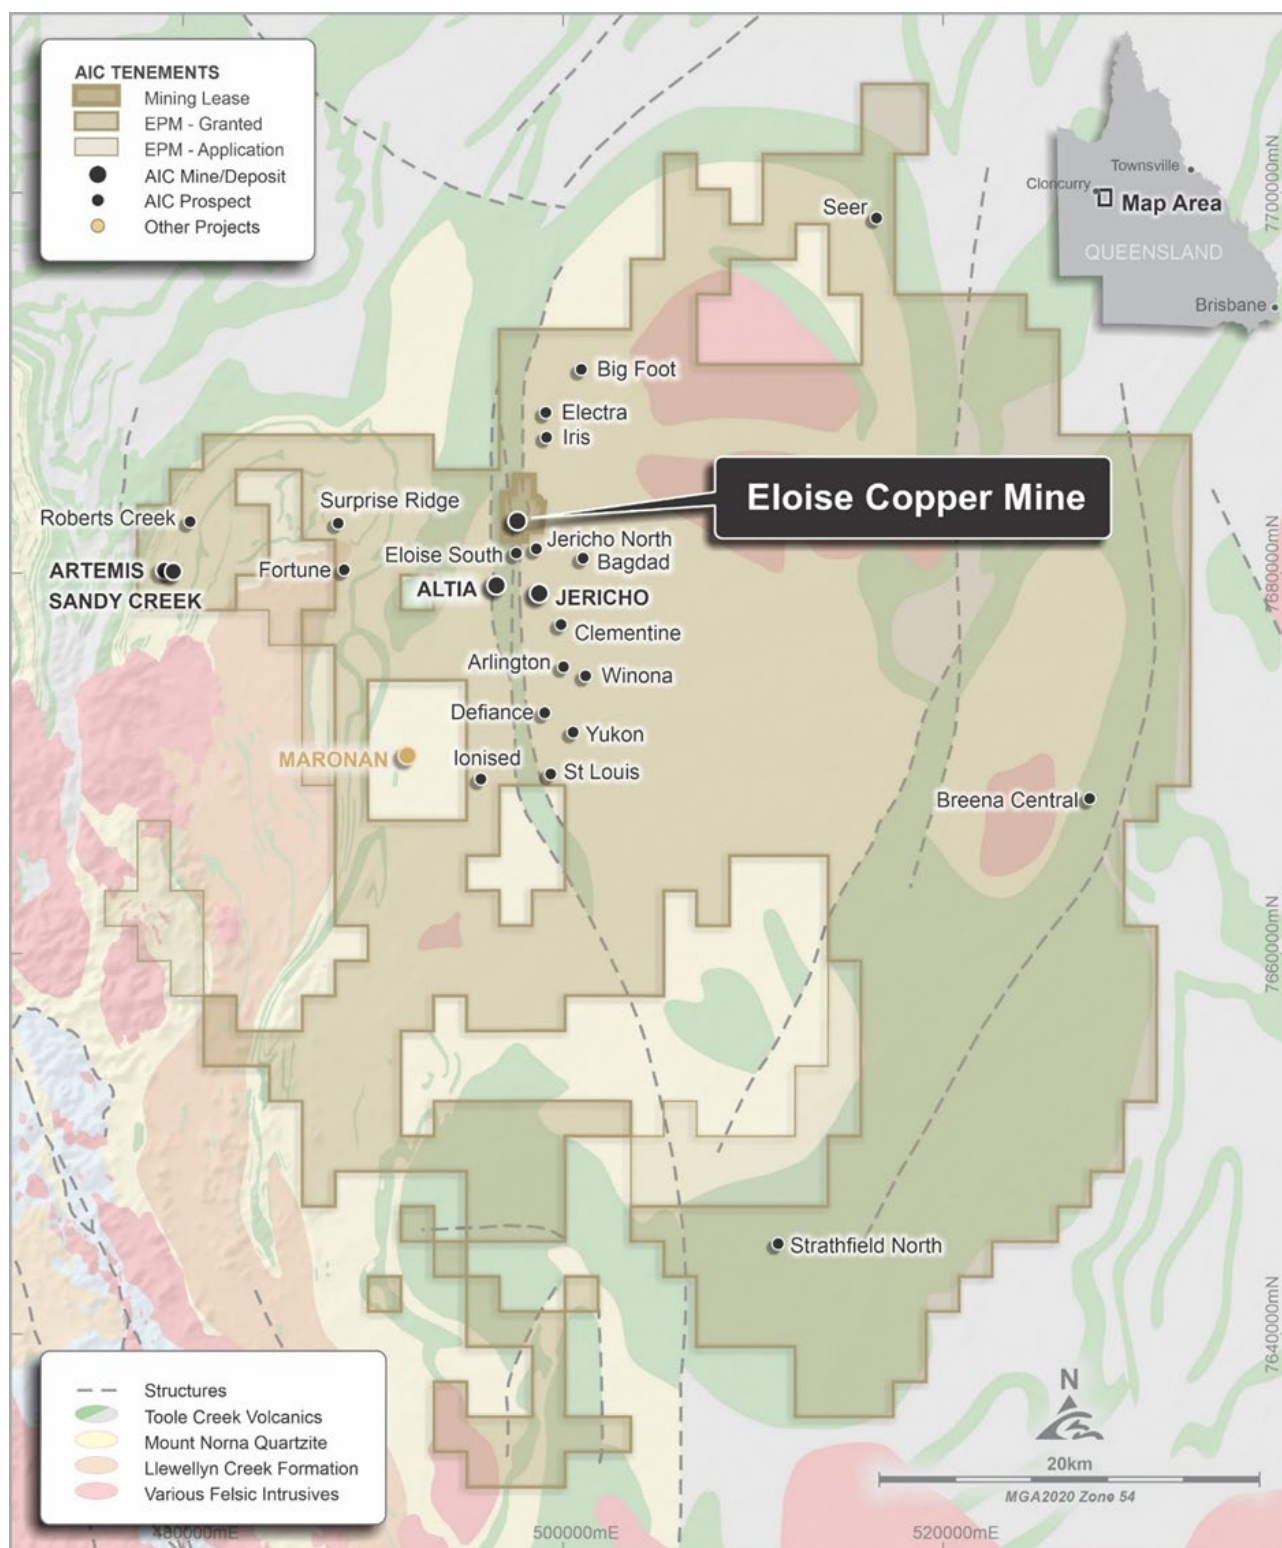 AIC TENEMENTS
Mining Lease
EPM - Granted
EPM - Application
AIC Mine/Deposit
AIC Prospect
Other Projects
Townsville
Cloncurry
Map Area
QUEENSLAND
Brisbane
7700000mN
Seer
Big Foot
Electra
Iris
Eloise Copper Mine
Surprise Ridge
Roberts Creek
Jericho North
Eloise South
Bagdad
ARTEMIS
Fortune
SANDY CREEK
ALTIA
JERICHO
7680000mN
Clementine
Arlington
Winona
Defiance
Yukon
MARONAN
Ionised
St Louis
Breena Central
7660000mN
Strathfield North
7640000mN
Structures
Toole Creek Volcanics
Mount Norna Quartzite
Llewellyn Creek Formation
Various Felsic Intrusives
N
20km
MGA2020 Zone 54
480000mE
500000mE
520000mE